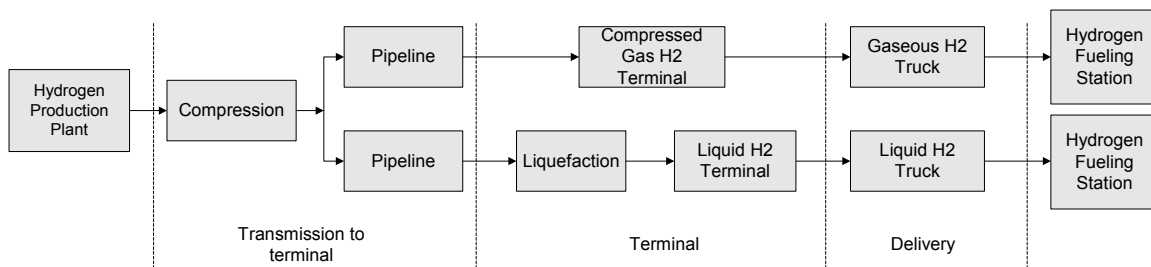 Hydrogen
Production
Plant
Compression
Pipeline
Compressed
Gas H2
Terminal
Gaseous H2
Truck
Hydrogen
Fueling
Station
Pipeline
Liquefaction
Liquid H2
Terminal
Liquid H2
Truck
Hydrogen
Fueling
Station
Transmission to
terminal
Terminal
Delivery